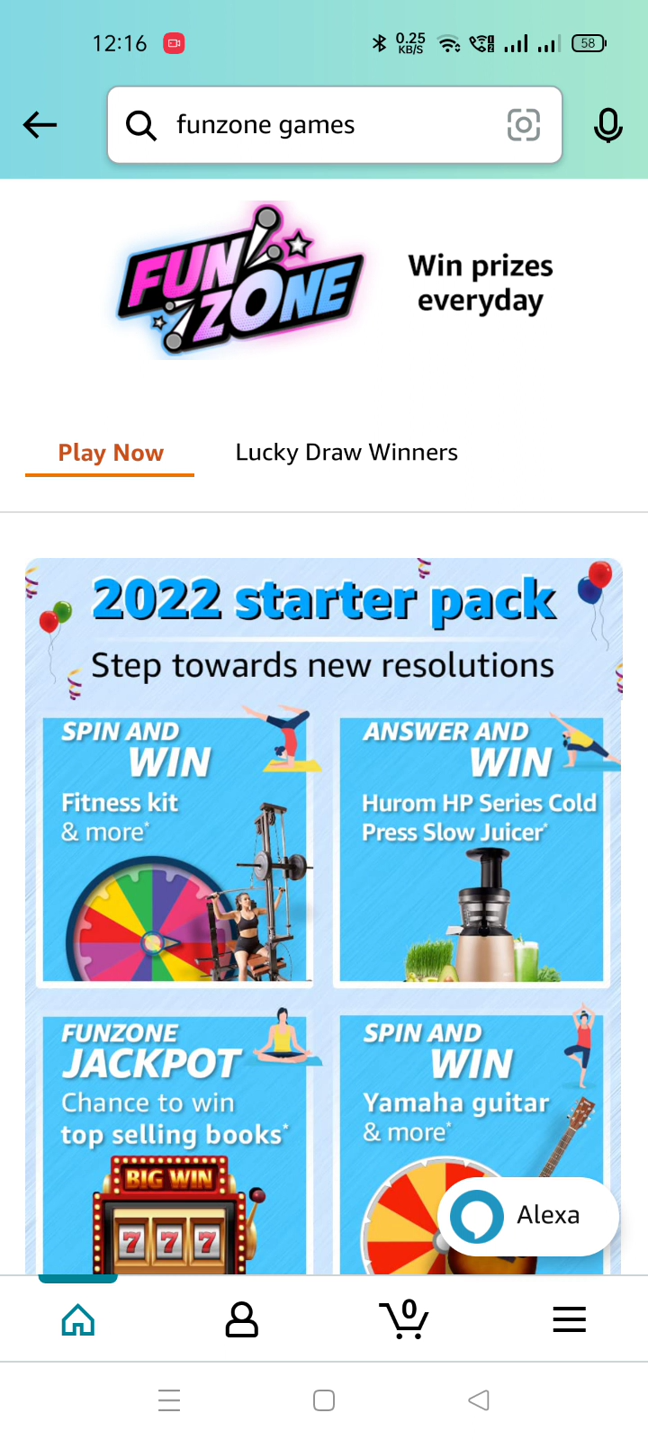 12:16
0.25
KB/S
58
funzone games
FUN
ZONE
Win prizes
everyday
Play Now
Lucky Draw Winners
2022 starter pack
Step towards new resolutions
SPIN AND
WIN
Fitness kit
& more*
ANSWER AND
WIN
Hurom HP Series Cold
Press Slow Juicer*
FUNZONE
JACKPOT
Chance to win
top selling books*
BIG WIN
7 7 7
SPIN AND
WIN
Yamaha guitar
& more*
Alexa
0